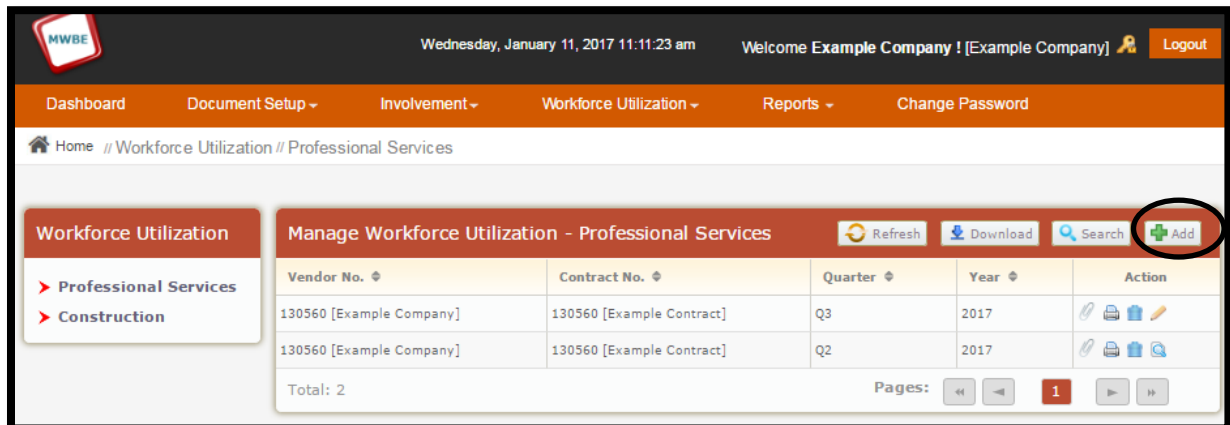 MWBE
Wednesday, January 11, 2017 11:11:23 am Welcome Example Company ! [Example Company] Logout
Dashboard Document Setup Involvement Workforce Utilization Reports Change Password
Home // Workforce Utilization // Professional Services
Workforce Utilization
Professional Services
Construction
Manage Workforce Utilization - Professional Services Refresh Download Search Add
Vendor No. Contract No. Quarter Year Action
130560 [Example Company] 130560 [Example Contract] Q3 2017
130560 [Example Company] 130560 [Example Contract] Q2 2017
Total: 2 Pages: 1